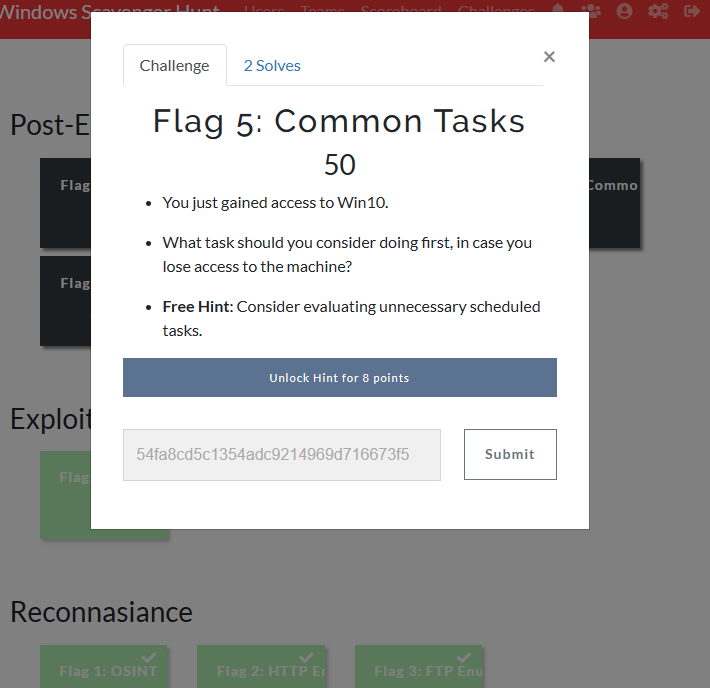 Windows Scavenger Hunt Users Teams Scoreboard Challenges
Challenge
2 Solves
×
Flag 5: Common Tasks
50
• You just gained access to Win10.
• What task should you consider doing first, in case you
lose access to the machine?
• Free Hint: Consider evaluating unnecessary scheduled
tasks.
Unlock Hint for 8 points
54fa8cd5c1354adc9214969d716673f5
Submit
Post-E
Flag
Commo
Flag
Exploit
Flag
Reconnasiance
Flag 1: OSINT
Flag 2: HTTP Er
Flag 3: FTP Enu